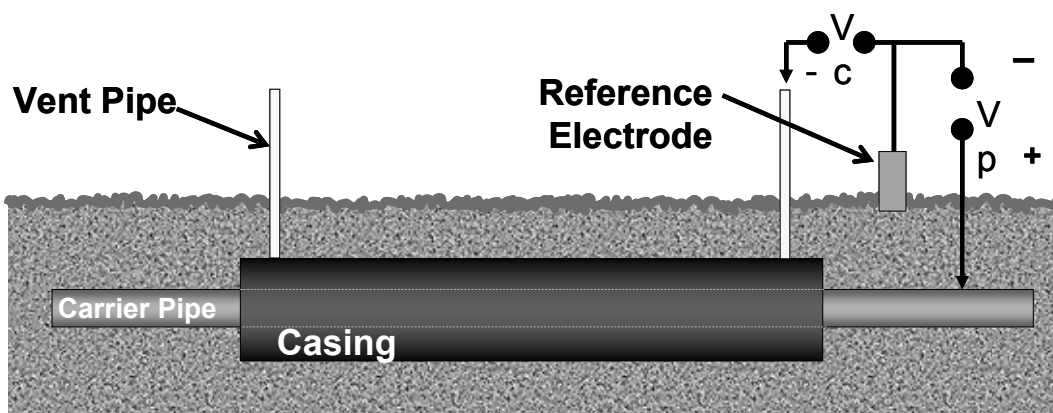 V
- c
–
Vent Pipe
Reference
Electrode
V
p +
Carrier Pipe
Casing